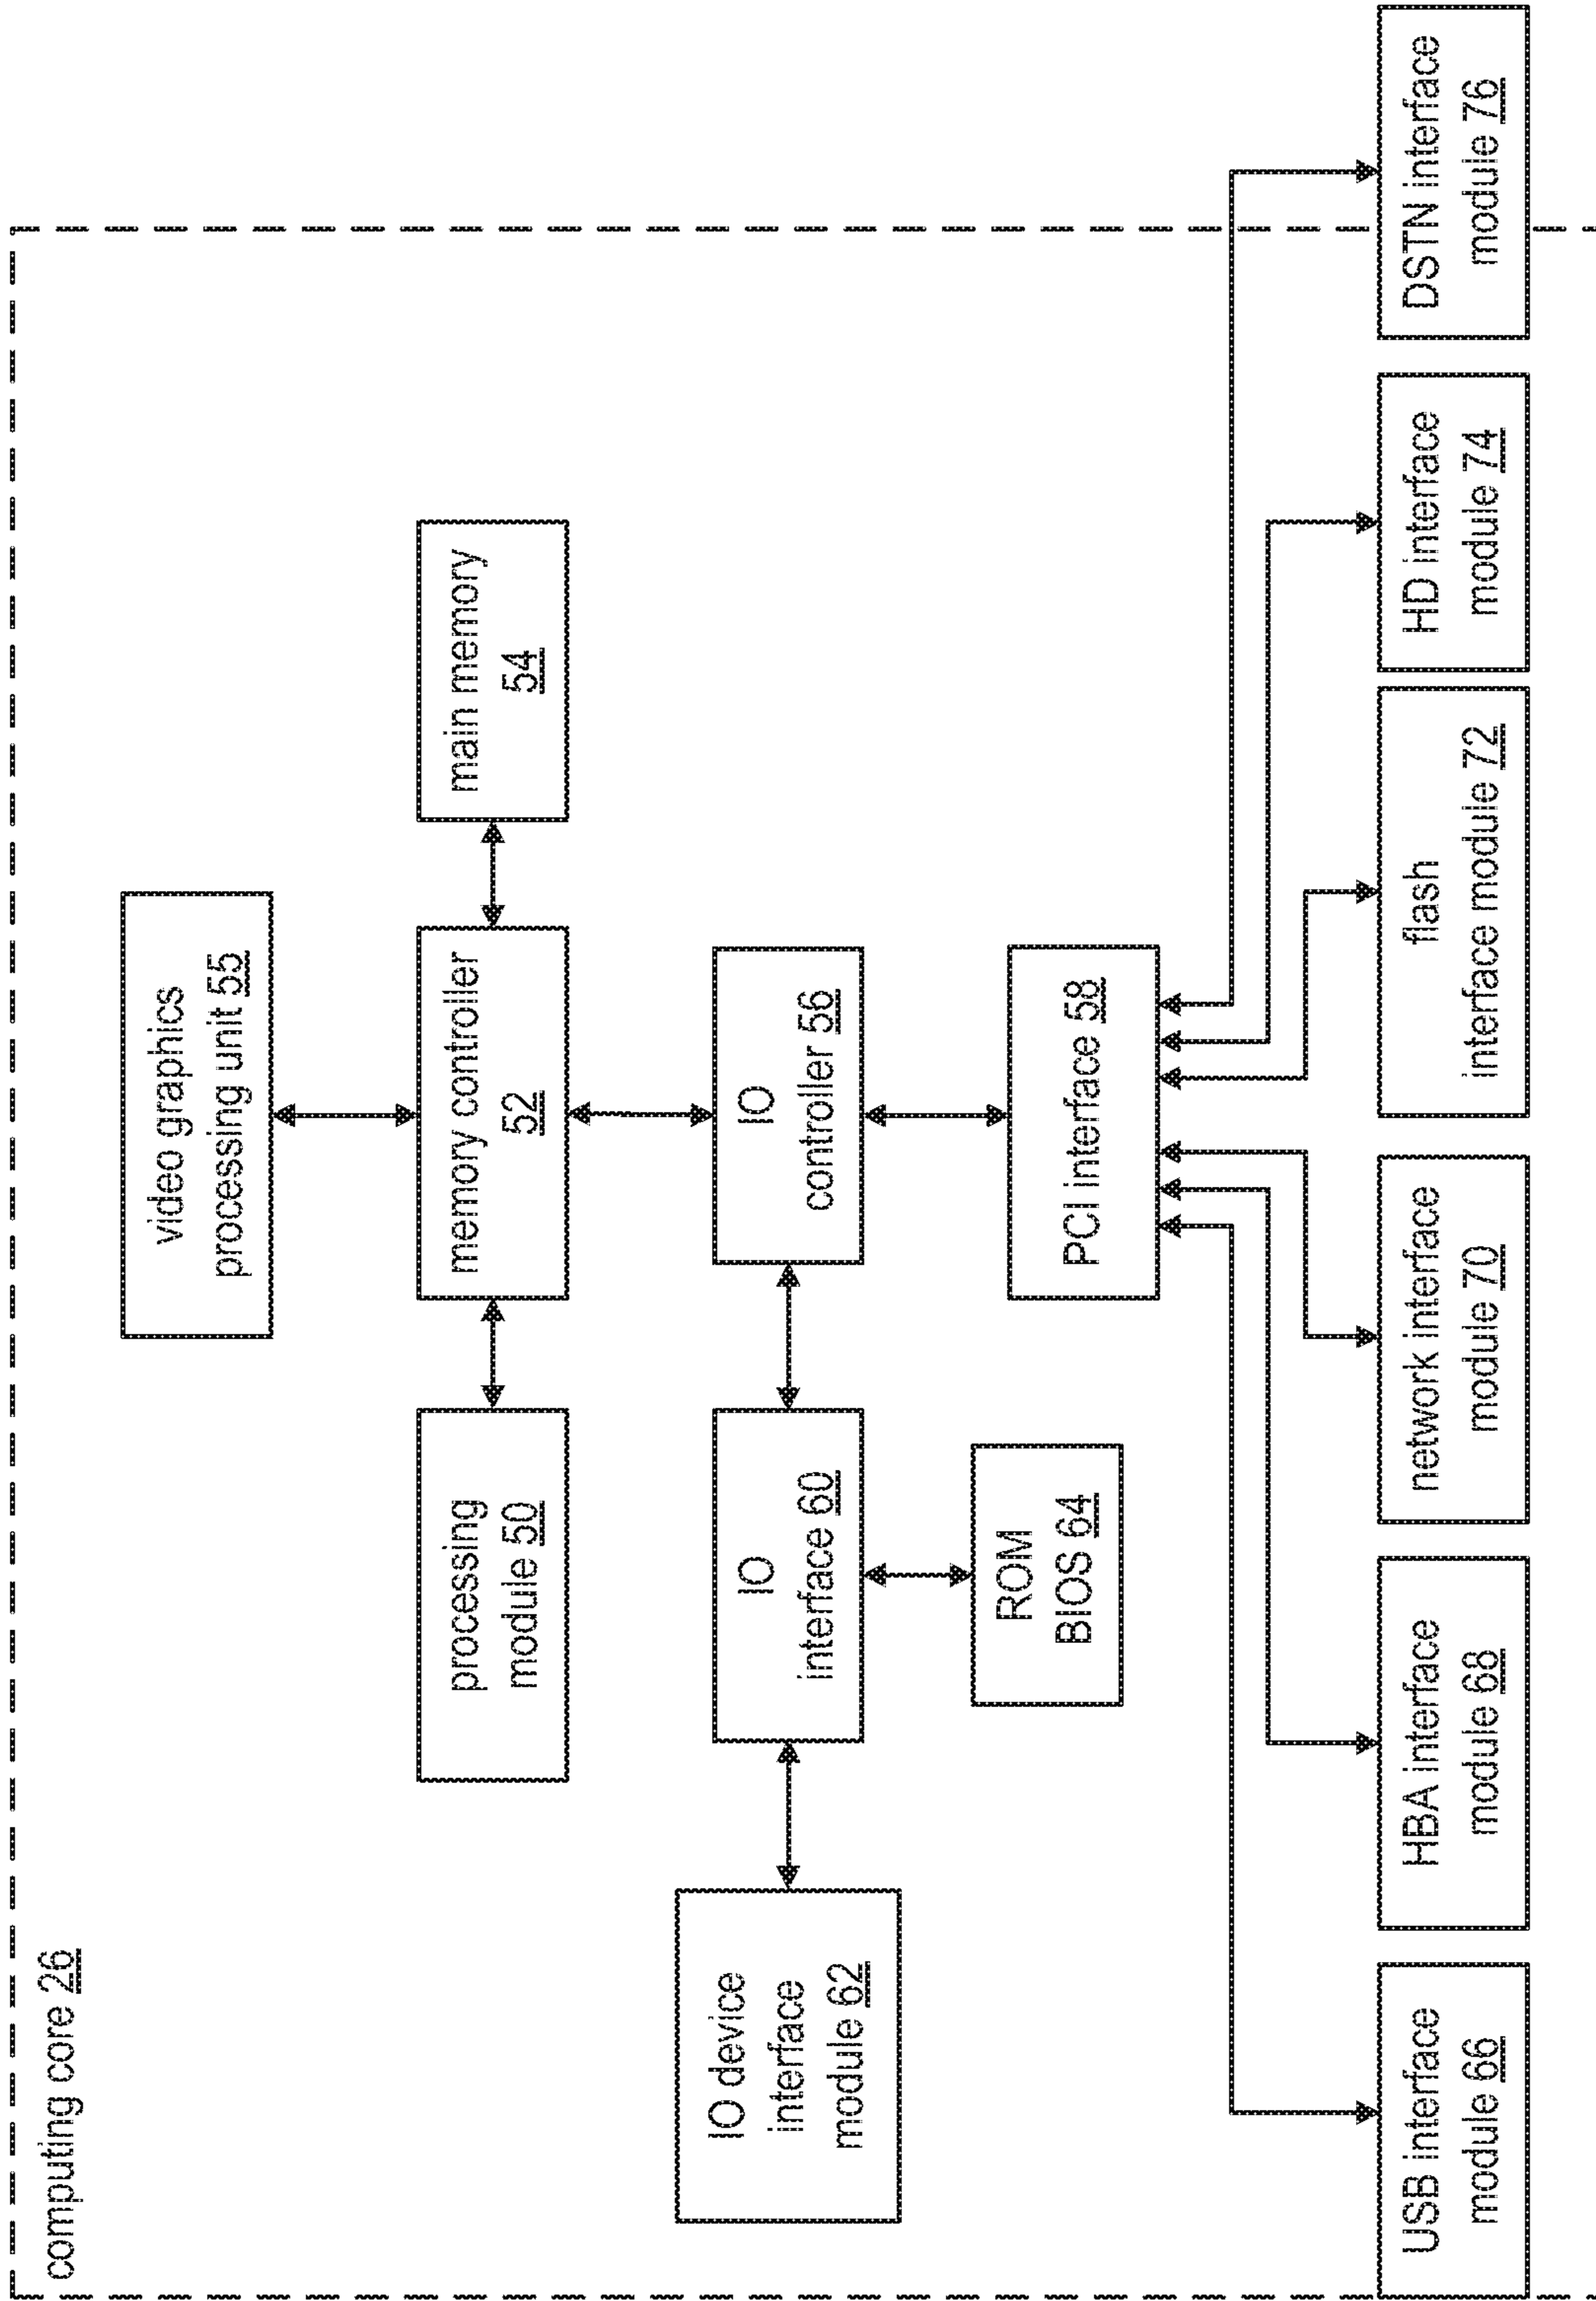 computing core 26
video graphics
processing unit 55
processing
module 50
memory controller
52
main memory
54
IO device
interface
module 62
IO
interface 60
IO
controller 56
ROM
BIOS 64
PCI interface 58
USB interface
module 66
HBA interface
module 68
network interface
module 70
flash
interface module 72
HD interface
module 74
DSTN interface
module 76